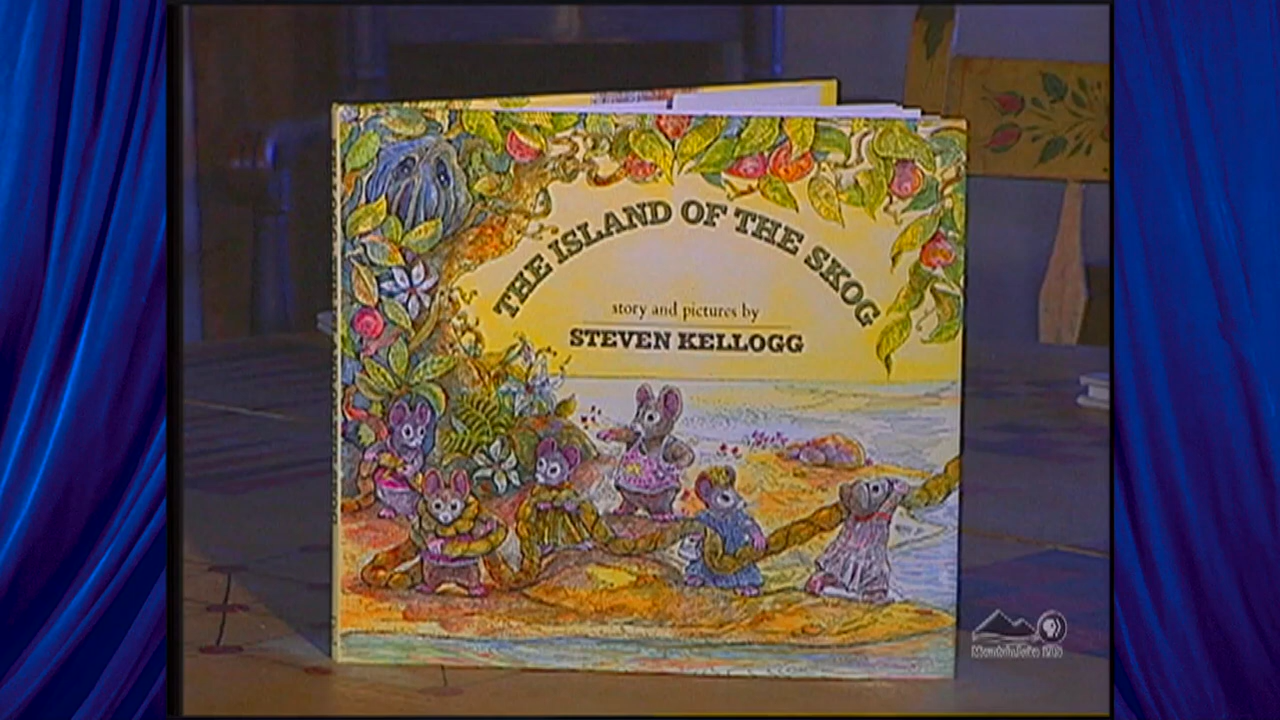 THE ISLAND OF THE SKOG
story and pictures by
STEVEN KELLOGG